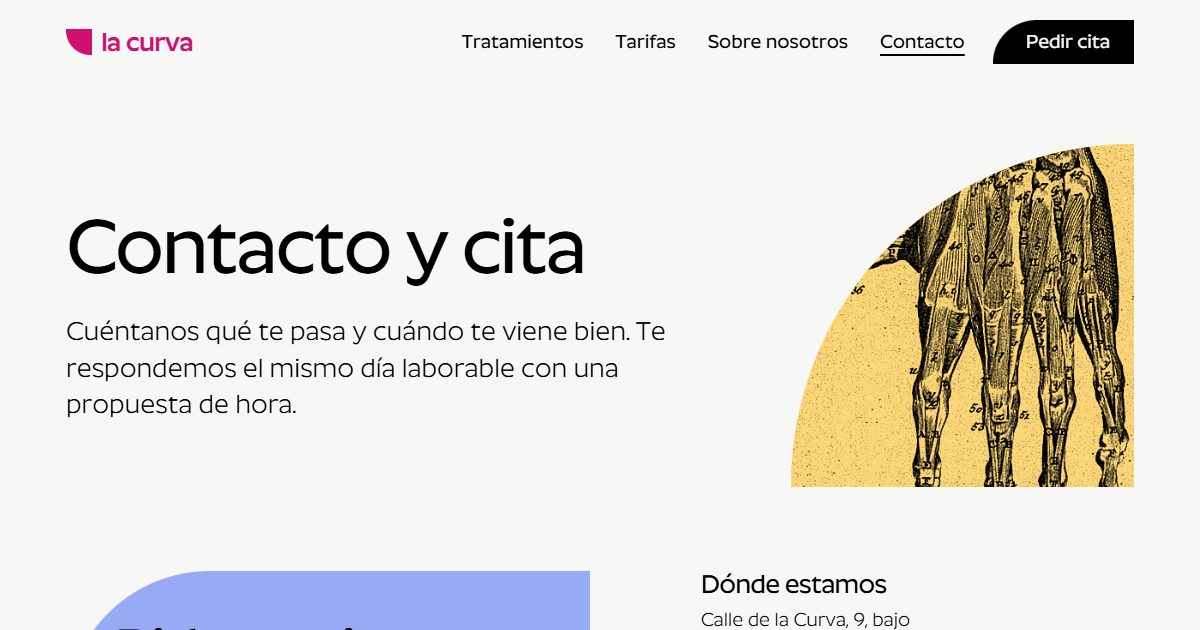 la curva
Tratamientos
Tarifas
Sobre nosotros
Contacto
Pedir cita
Contacto y cita
Cuéntanos qué te pasa y cuándo te viene bien. Te
respondemos el mismo día laborable con una
propuesta de hora.
Dónde estamos
Calle de la Curva, 9, bajo